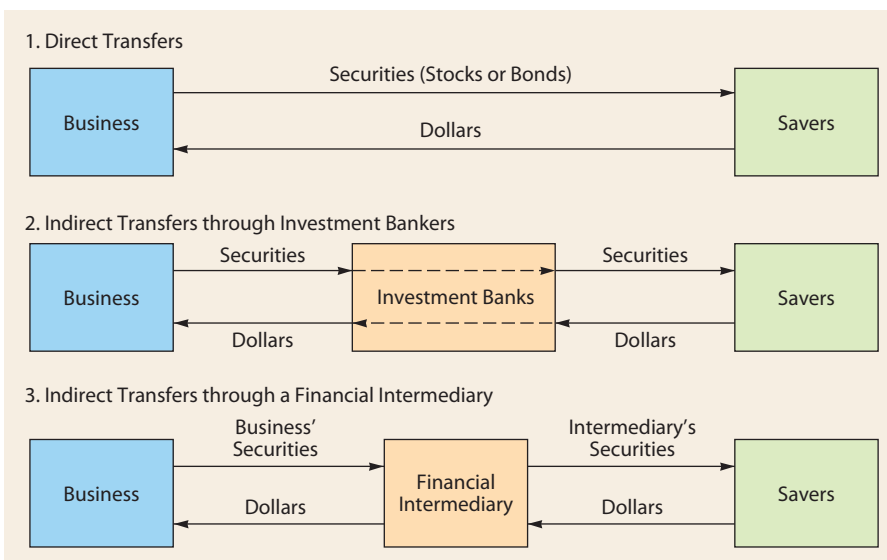 1. Direct Transfers
Securities (Stocks or Bonds)
Business
Dollars
Savers
2. Indirect Transfers through Investment Bankers
Securities
Securities
Business
Investment Banks
Savers
Dollars
Dollars
3. Indirect Transfers through a Financial Intermediary
Business’
Securities
Intermediary’s
Securities
Business
Financial
Intermediary
Savers
Dollars
Dollars